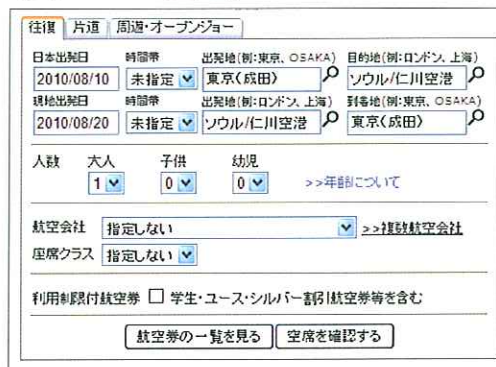 往復 片道 周遊・オープンジョー
日本出発日 時間帯 出発地(例:東京、OSAKA) 目的地(例:ロンドン、上海)
2010/08/10 未指定 東京(成田) ソウル/仁川空港
現地出発日 時間帯 出発地(例:ロンドン、上海) 到着地(例:東京、OSAKA)
2010/08/20 未指定 ソウル/仁川空港 東京(成田)
人数 大人 子供 幼児
1 0 0 >>年齢について
航空会社 指定しない >>複数航空会社
座席クラス 指定しない
利用制限付航空券 学生・ユース・シルバー割引航空券等を含む
航空券の一覧を見る 空席を確認する